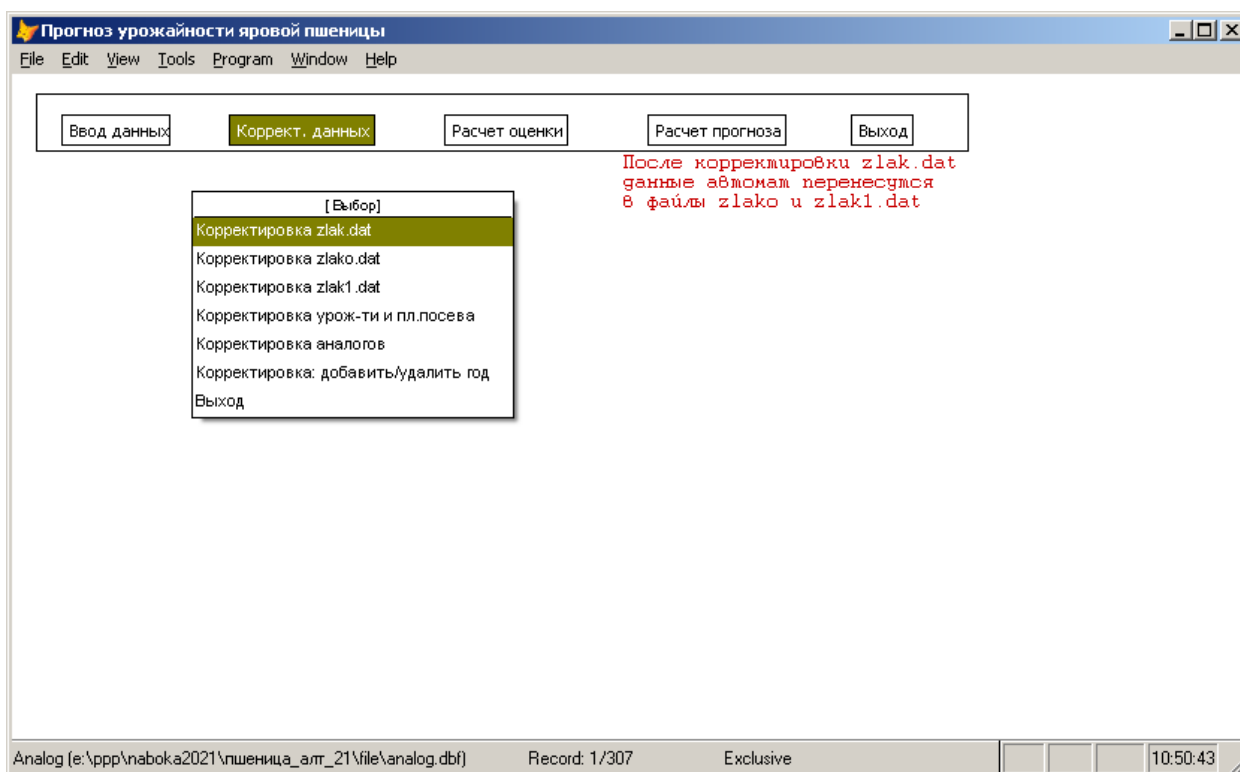 Прогноз урожайности яровой пшеницы
File Edit View Tools Program Window Help
Ввод данных Коррект. данных Расчет оценки Расчет прогноза Выход
После корректировки zlak.dat
данные автомат перенесутся
в файлы zlako и zlak1.dat
[ Выбор]
Корректировка zlak.dat
Корректировка zlako.dat
Корректировка zlak1.dat
Корректировка урож-ти и пл.посева
Корректировка аналогов
Корректировка: добавить/удалить год
Выход
Analog (e:\ppp\naboka2021\пшеница_алт_21\file\analog.dbf) Record: 1/307 Exclusive 10:50:43